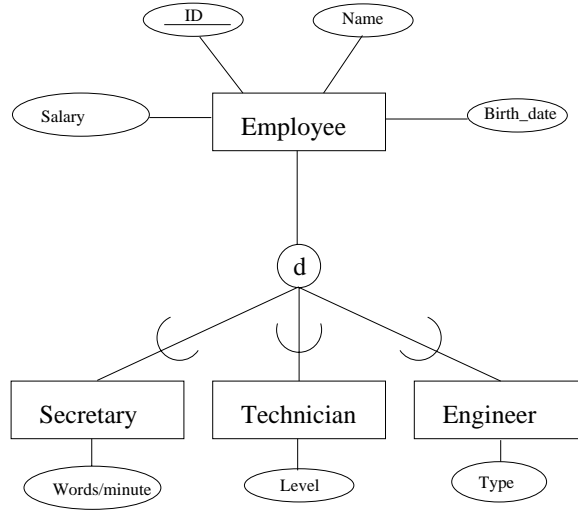 ID
Name
Salary
Employee
Birth_date
d
Secretary
Technician
Engineer
Words/minute
Level
Type